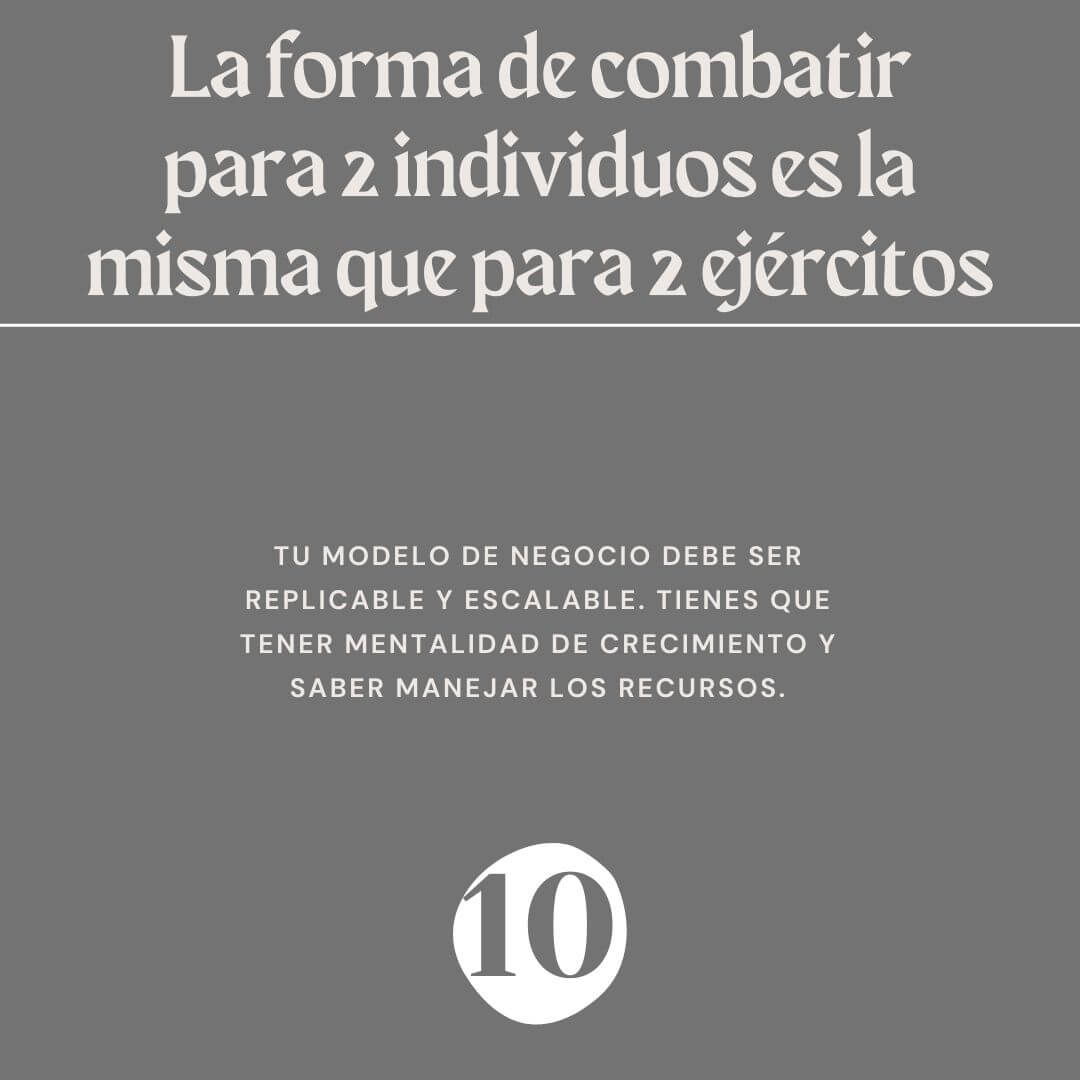 La forma de combatir
para 2 individuos es la
misma que para 2 ejércitos
TU MODELO DE NEGOCIO DEBE SER
REPLICABLE Y ESCALABLE. TIENES QUE
TENER MENTALIDAD DE CRECIMIENTO Y
SABER MANEJAR LOS RECURSOS.
10